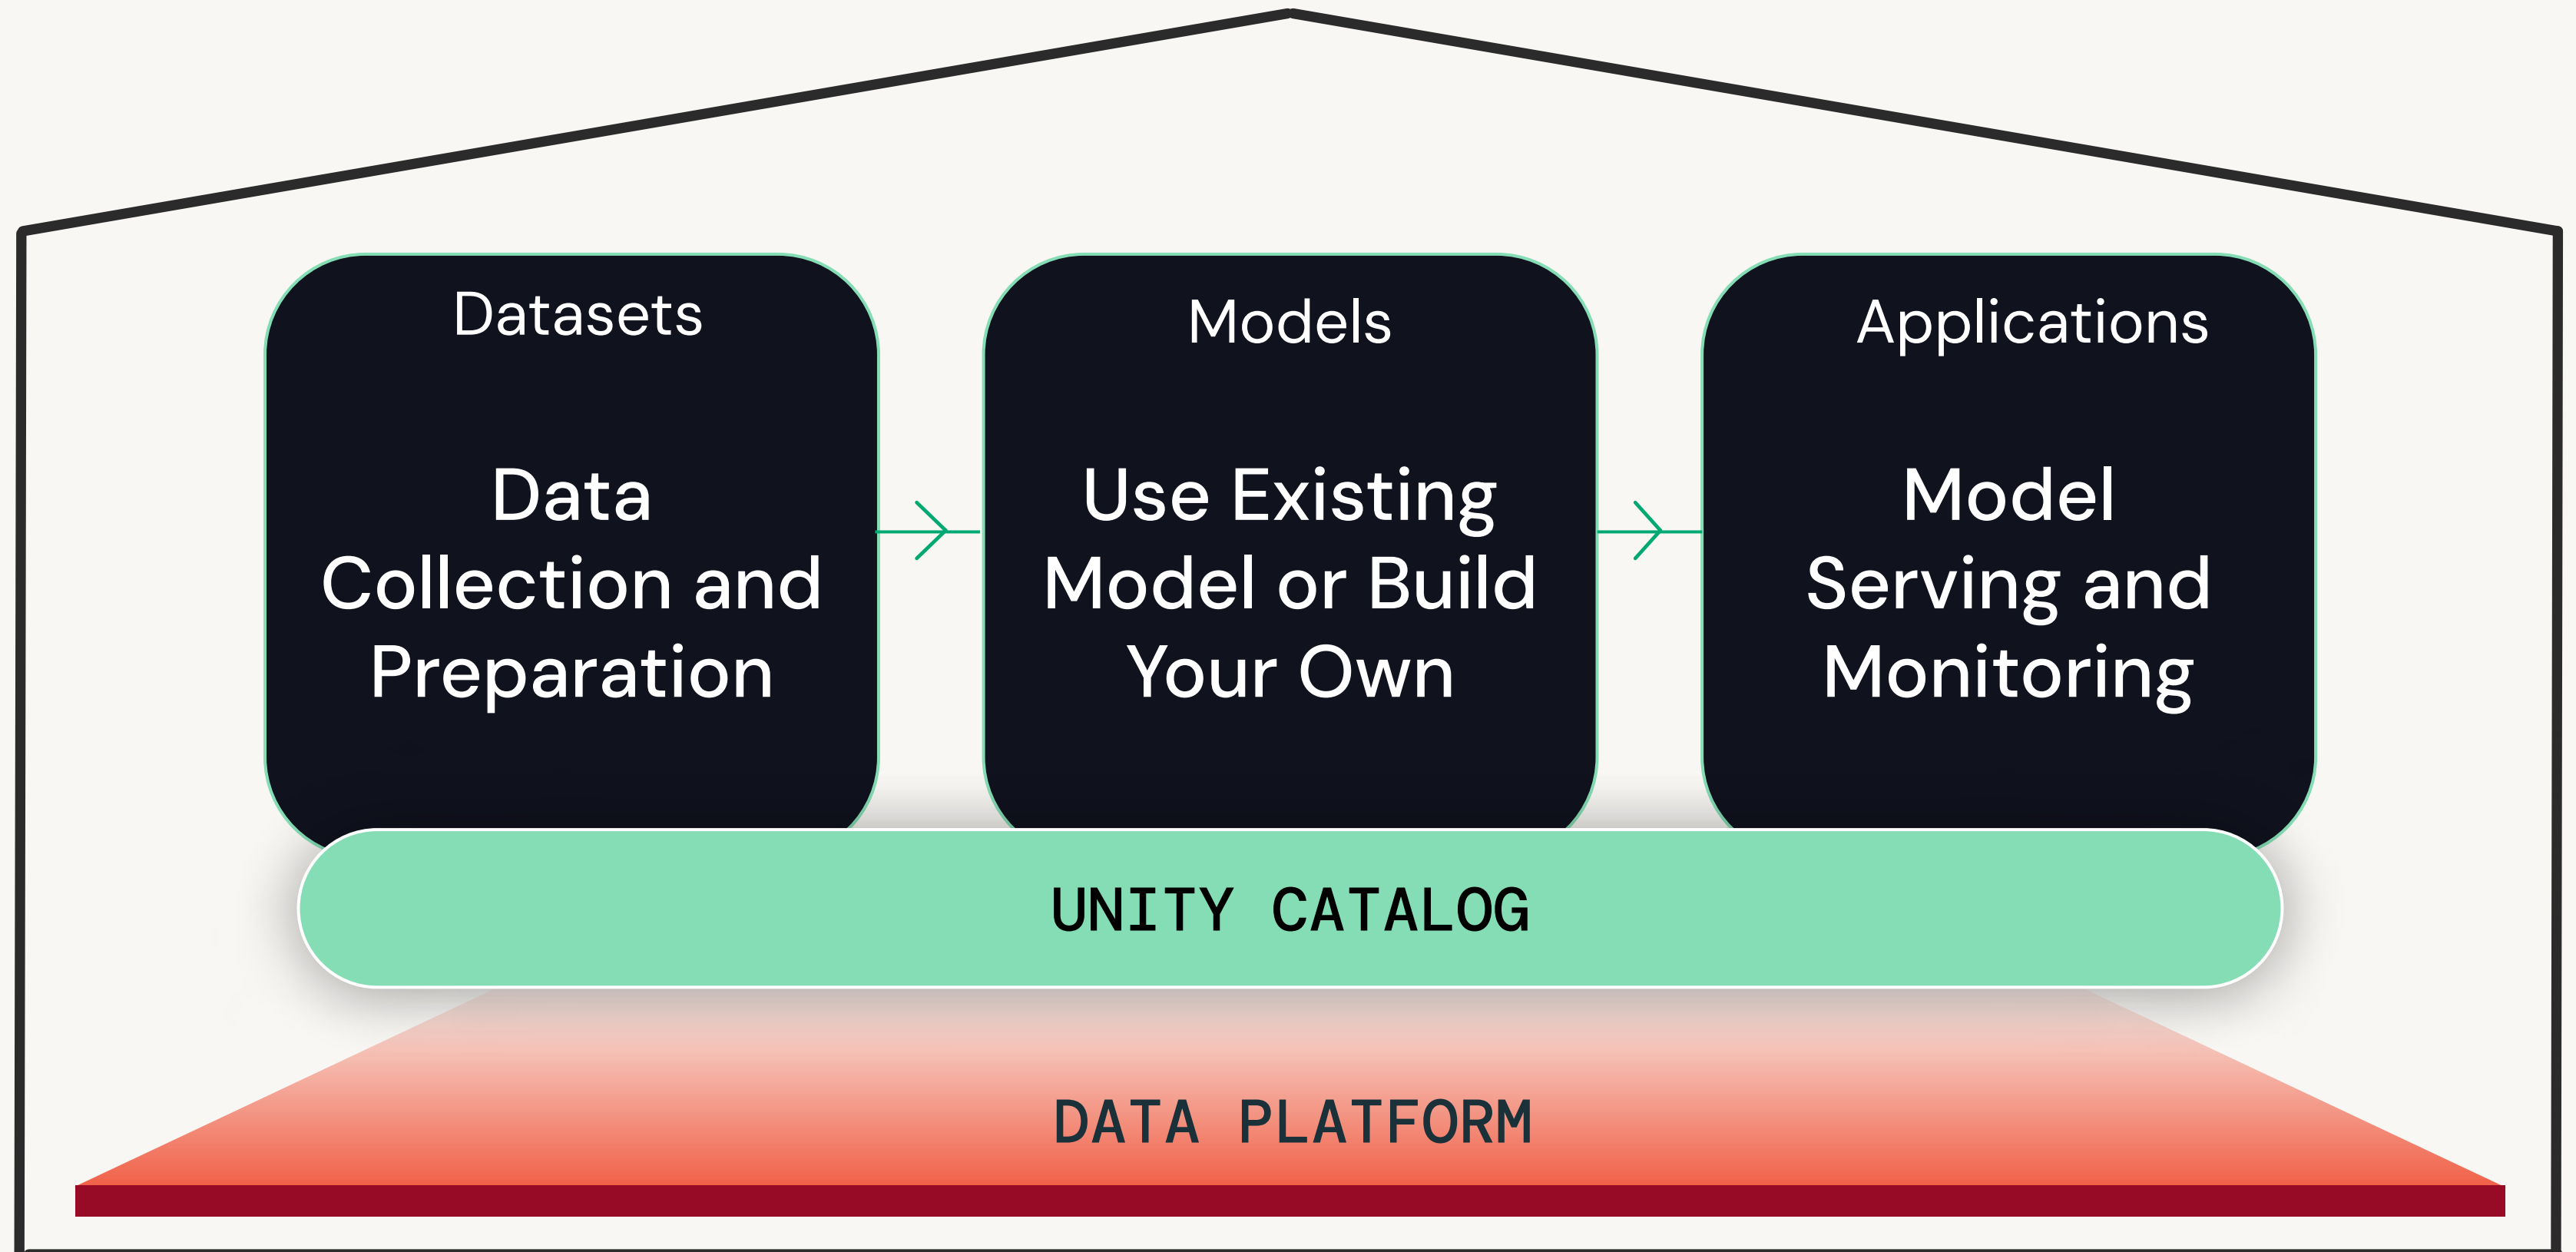 Datasets
Data
Collection and
Preparation
Models
Use Existing
Model or Build
Your Own
Applications
Model
Serving and
Monitoring
UNITY CATALOG
DATA PLATFORM